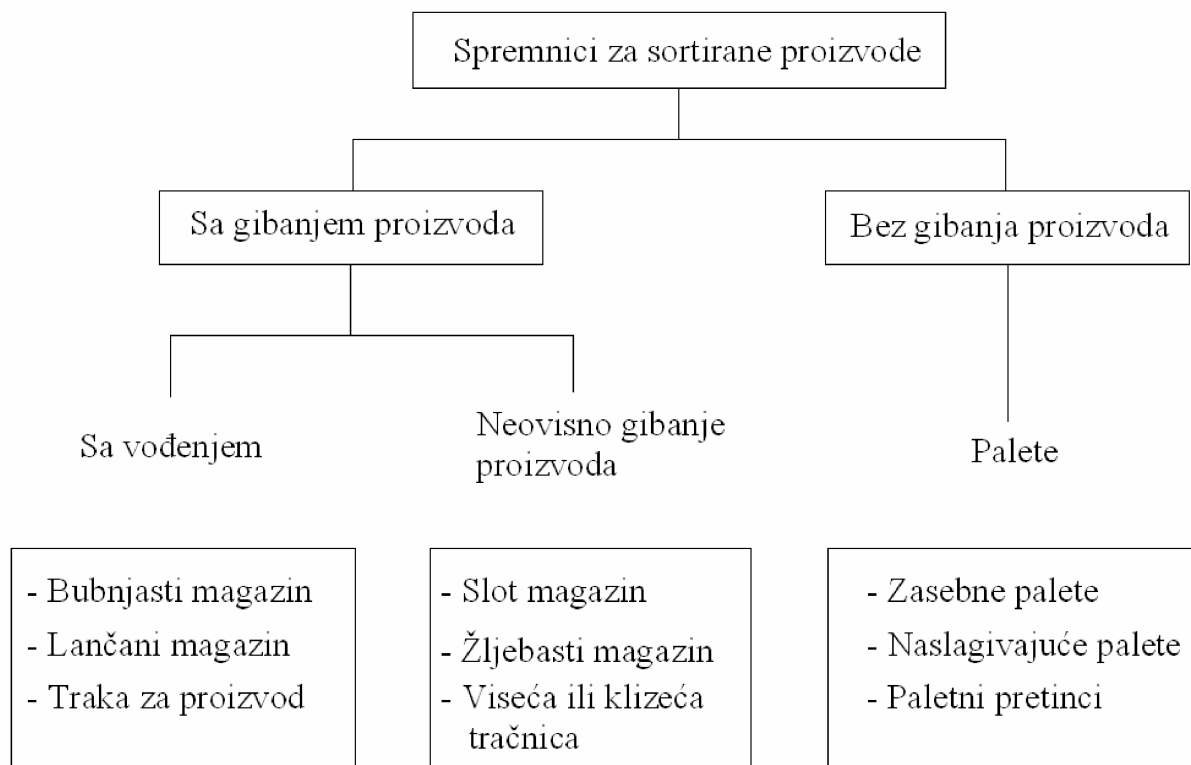 Spremnici za sortirane proizvode
Sa gibanjem proizvoda
Bez gibanja proizvoda
Sa vođenjem
Neovisno gibanje
proizvoda
Palete
- Bubnjasti magazin
- Lančani magazin
- Traka za proizvod
- Slot magazin
- Žljebasti magazin
- Viseća ili klizeća
tračnica
- Zasebne palete
- Naslagivajuće palete
- Paletni pretinci